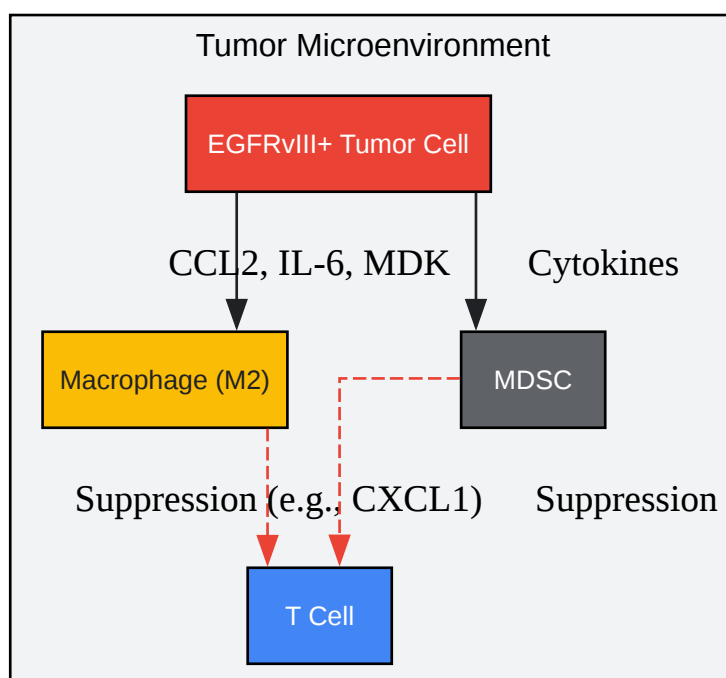 Tumor Microenvironment
EGFRvIII+ Tumor Cell
CCL2, IL-6, MDK
Cytokines
Macrophage (M2)
MDSC
Suppression (e.g., CXCL1)
Suppression
T Cell